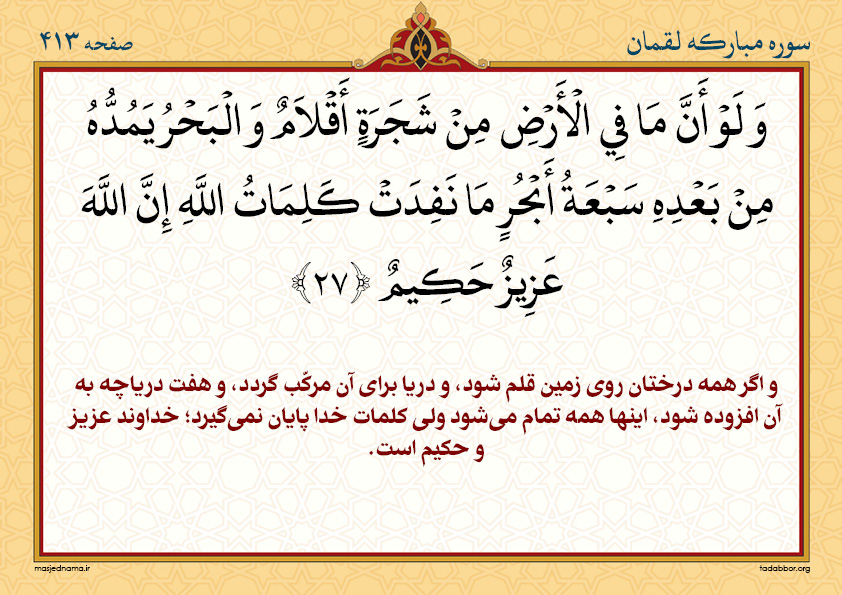 سوره مبارکه لقمان
صفحه ۴۱۳
وَلَوْ أَنَّ مَا فِي الْأَرْضِ مِنْ شَجَرَةٍ أَقْلَامٌ وَالْبَحْرُ يَمُدُّهُ
مِنْ بَعْدِهِ سَبْعَةُ أَبْحُرٍ مَا نَفِدَتْ كَلِمَاتُ اللَّهِ إِنَّ اللَّهَ
عَزِيزٌ حَكِيمٌ ﴿۲۷﴾
و اگر همه درختان روی زمین قلم شود، و دریا برای آن مرکّب گردد، و هفت دریاچه به
آن افزوده شود، اینها همه تمام می‌شود ولی کلمات خدا پایان نمی‌گیرد؛ خداوند عزیز
و حکیم است.
masjednama.ir
tadabbor.org